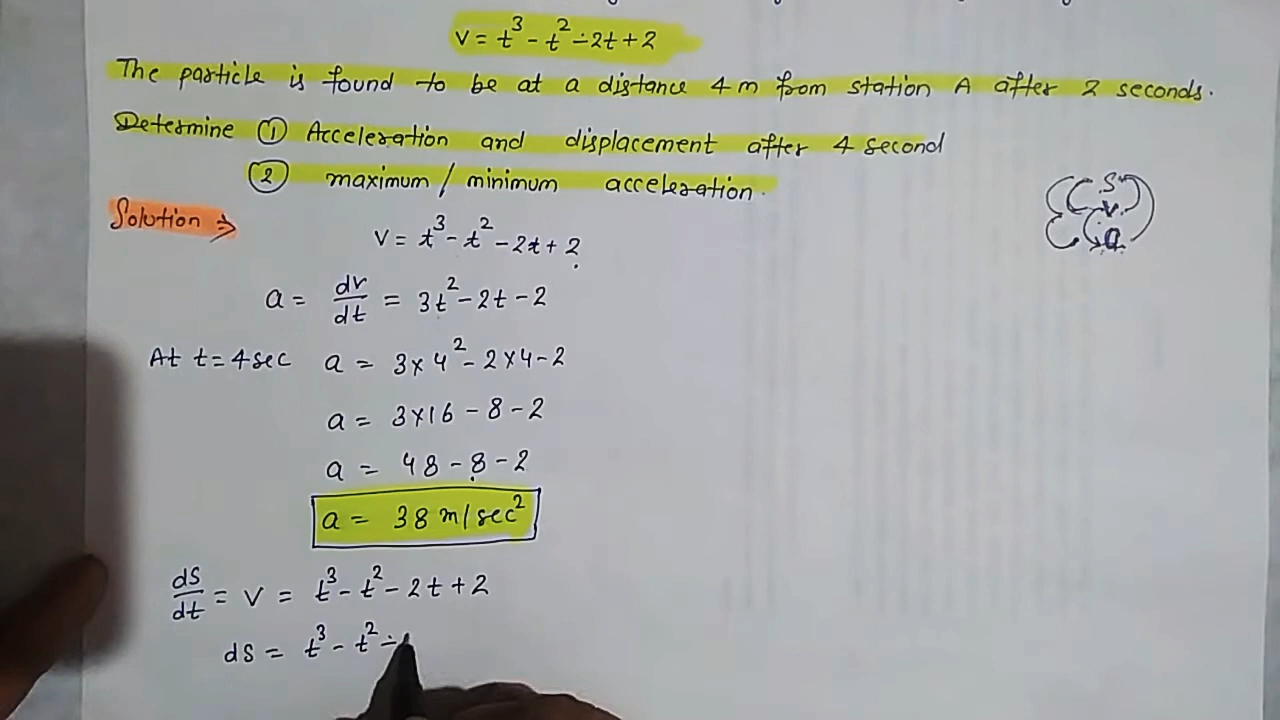 v = t³ - t² - 2t + 2
The particle is found to be at a distance 4 m from station A after 2 seconds.
Determine ① Acceleration and displacement after 4 second
② maximum / minimum acceleration.
Solution ⇒
v = t³ - t² - 2t + 2
a = dv/dt = 3t² - 2t - 2
At t = 4 sec a = 3×4² - 2×4 - 2
a = 3×16 - 8 - 2
a = 48 - 8 - 2
a = 38 m/sec²
ds/dt = v = t³ - t² - 2t + 2
ds = t³ - t² -
S
v
a